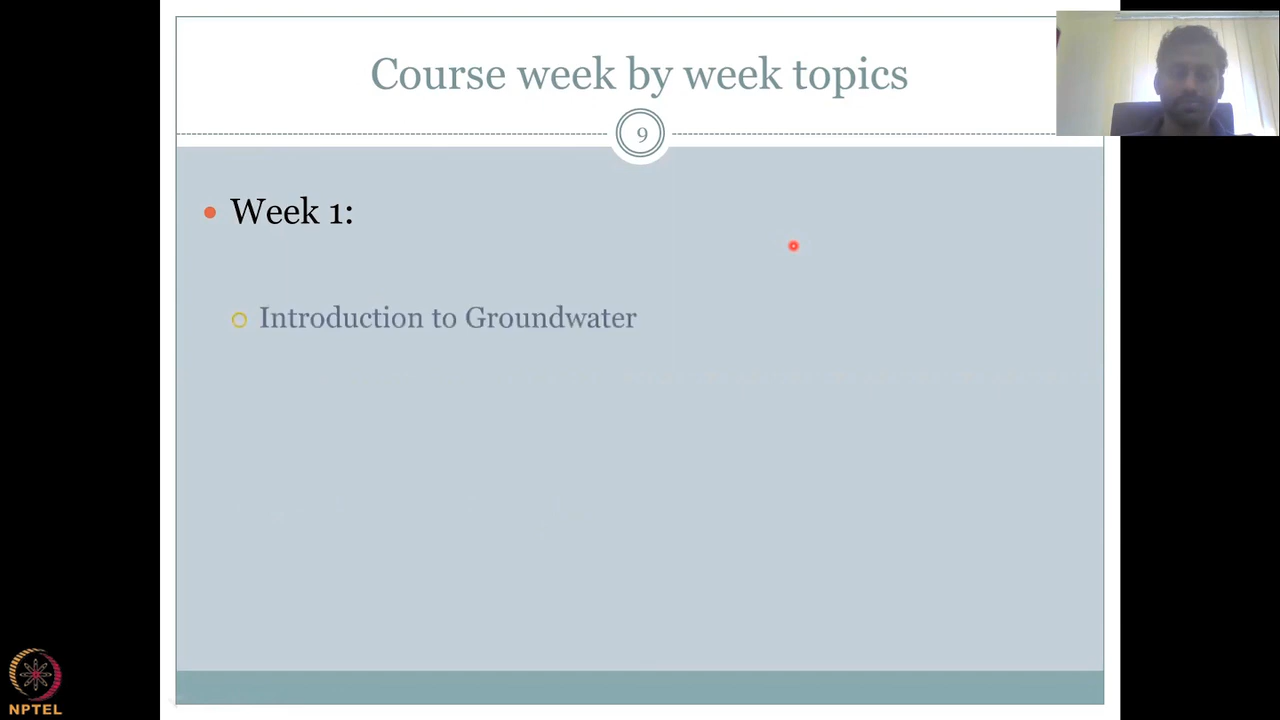 Course week by week topics
9
Week 1:
Introduction to Groundwater
NPTEL